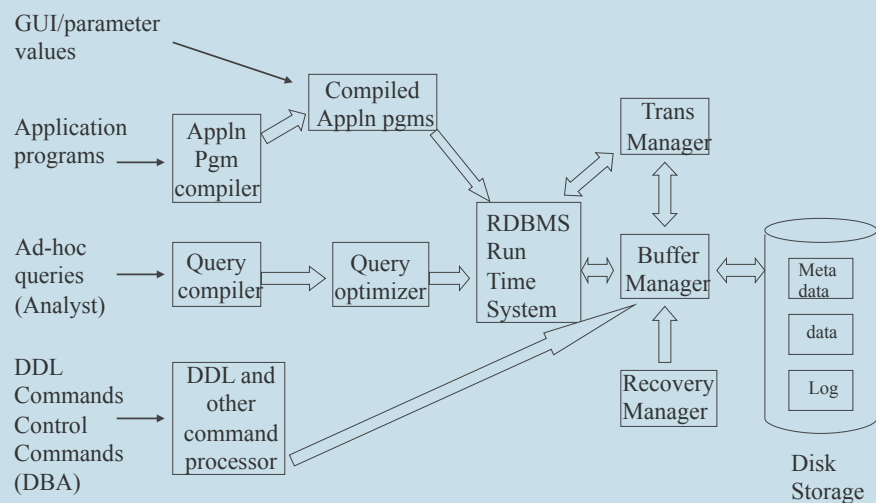 GUI/parameter
values
Compiled
Appln pgms
Application
programs
Appln
Pgm
compiler
Trans
Manager
Ad-hoc
queries
(Analyst)
Query
compiler
Query
optimizer
RDBMS
Run
Time
System
Buffer
Manager
Meta
data
data
Log
DDL
Commands
Control
Commands
(DBA)
DDL and
other
command
processor
Recovery
Manager
Disk
Storage